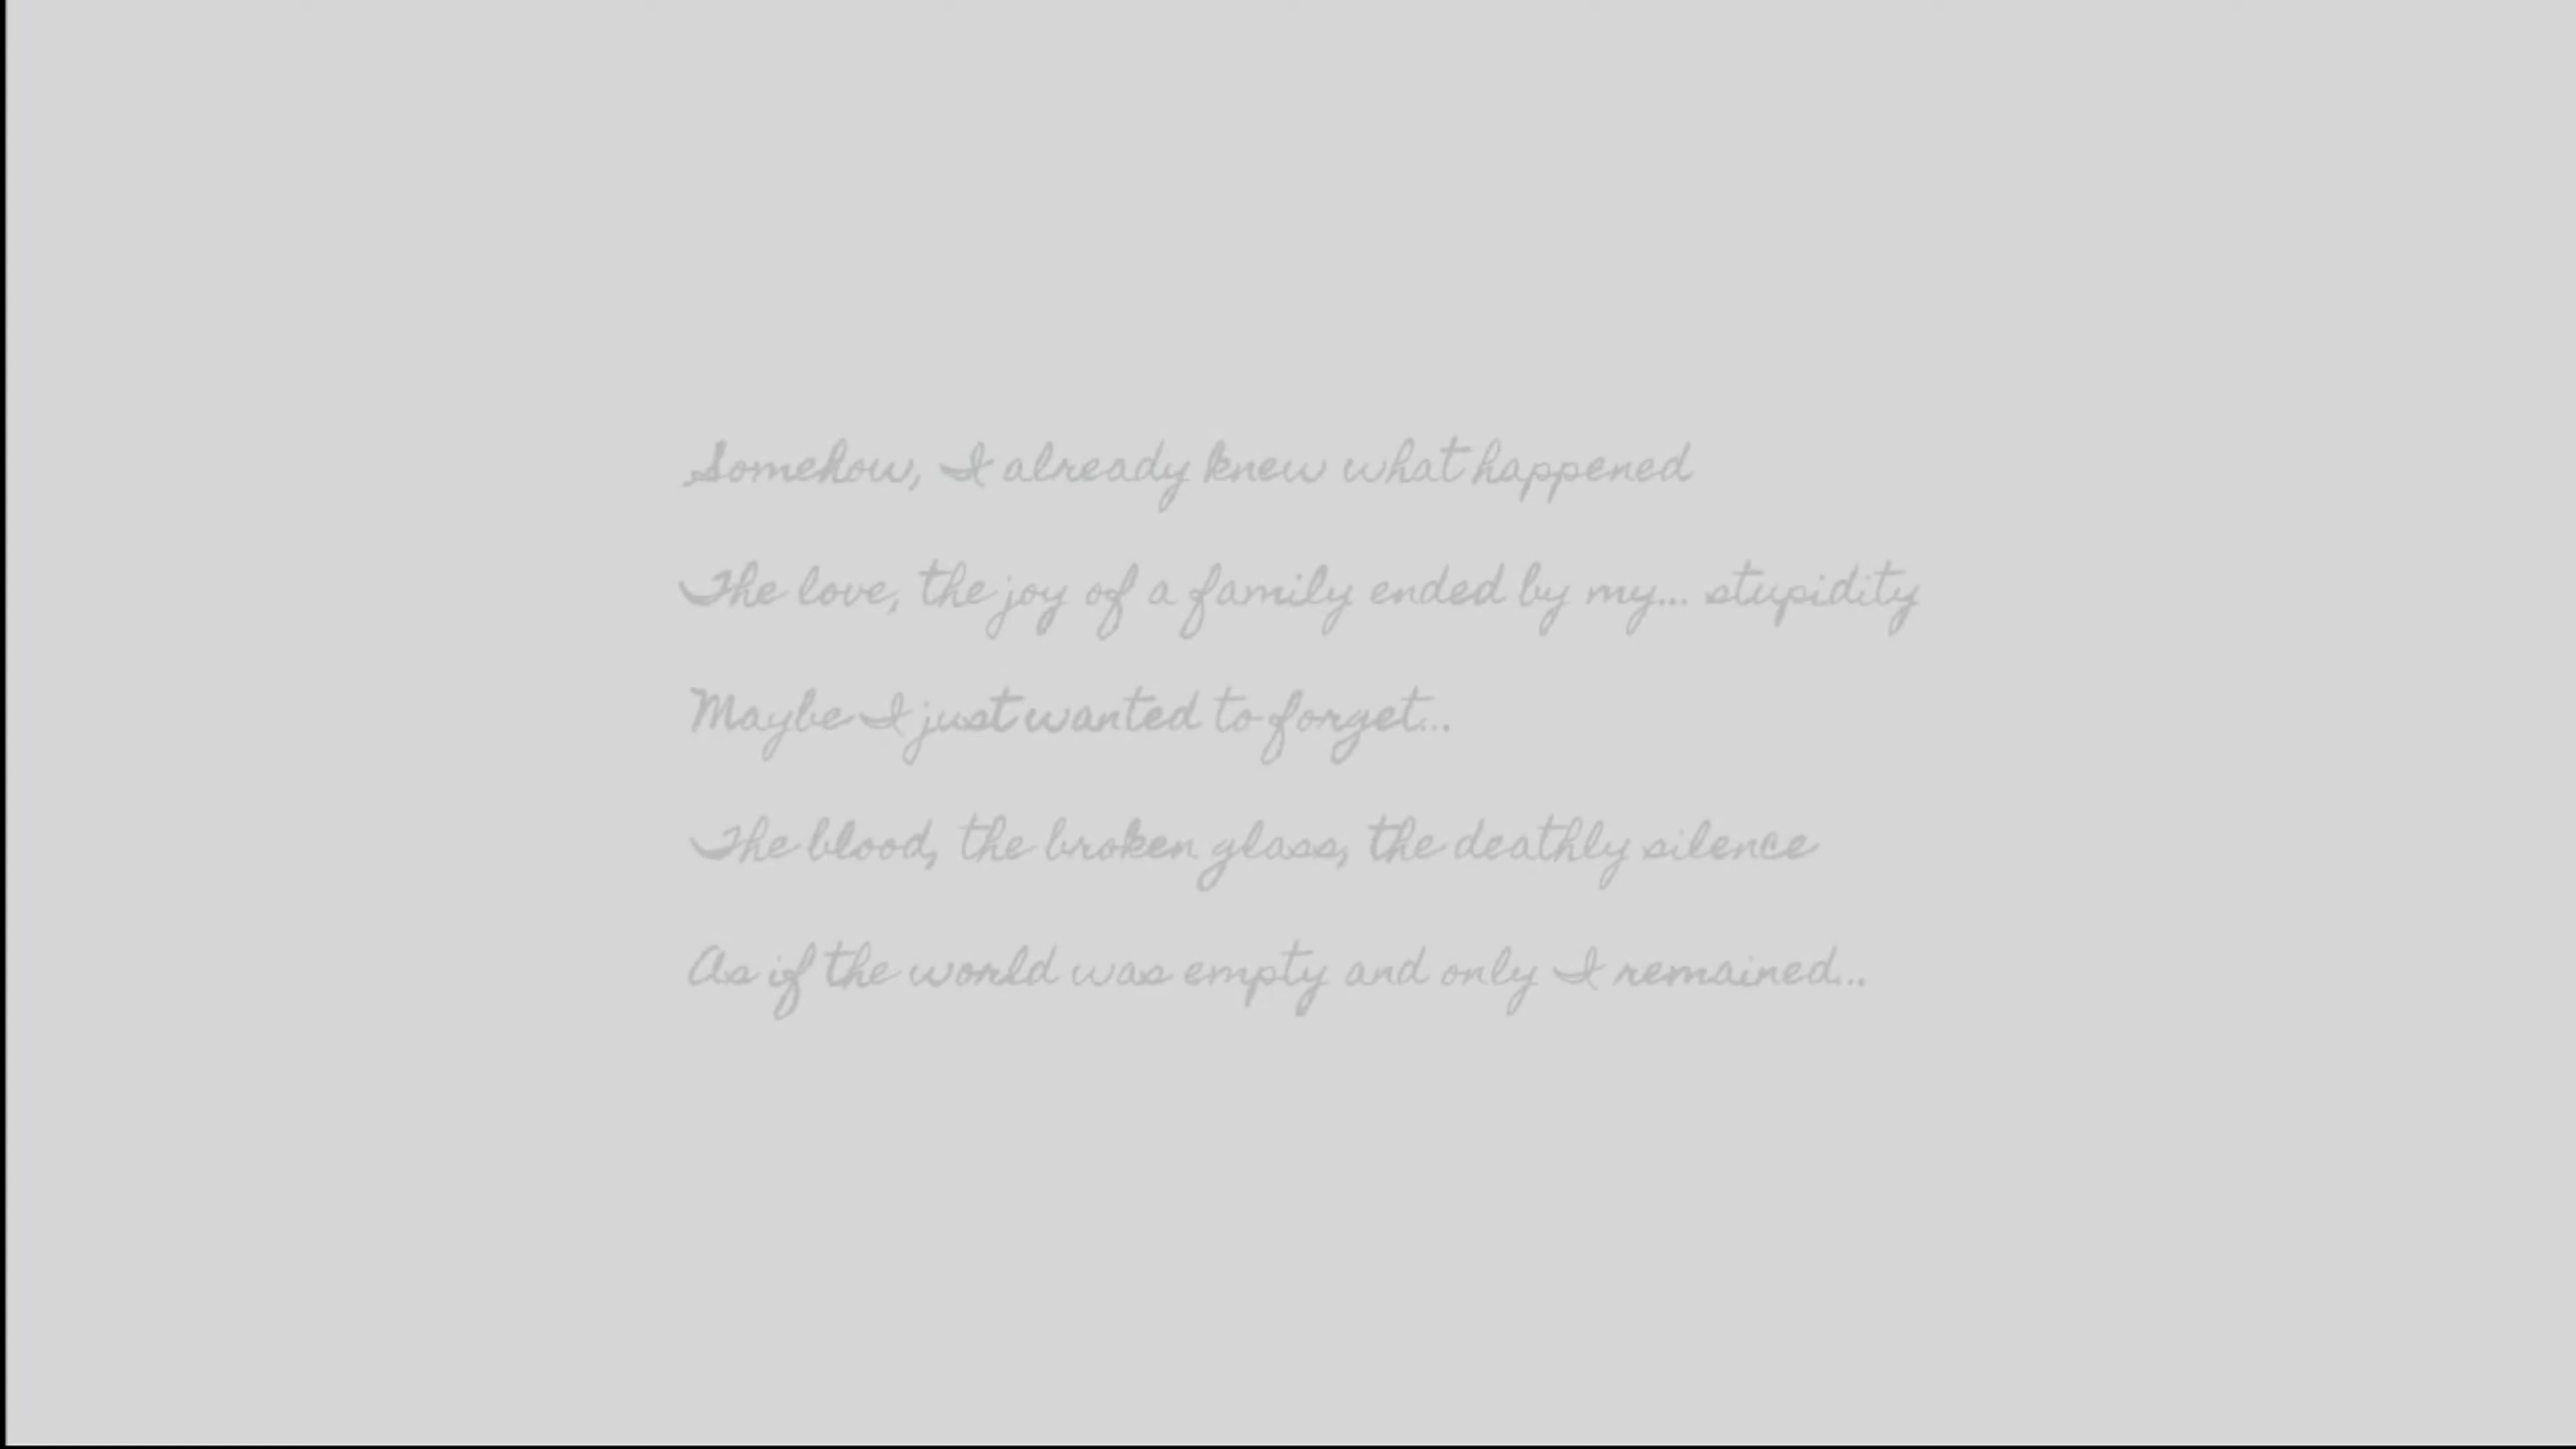 Somehow, I already knew what happened
The love, the joy of a family ended by my... stupidity
Maybe I just wanted to forget...
The blood, the broken glass, the deathly silence
As if the world was empty and only I remained...